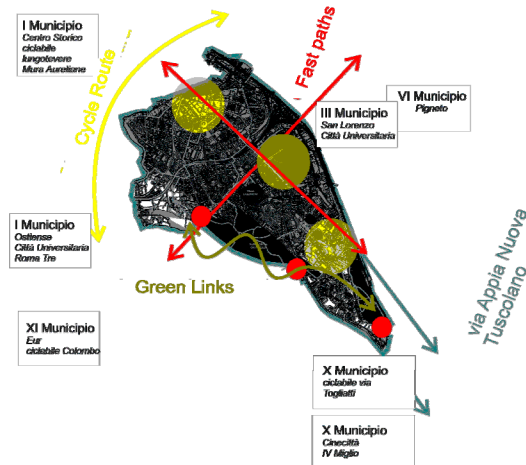 I Municipio
Centro Storico
ciclabile
lungotevere
Mura Aureliane
Cycle Route
Fast paths
VI Municipio
Pigneto
III Municipio
San Lorenzo
Città Universitaria
I Municipio
Ostiense
Città Universitaria
Roma Tre
Green Links
via Appia Nuova
Tuscolano
XI Municipio
Eur
ciclabile Colombo
X Municipio
ciclabile via
Togliatti
X Municipio
Cinecittà
IV Miglio